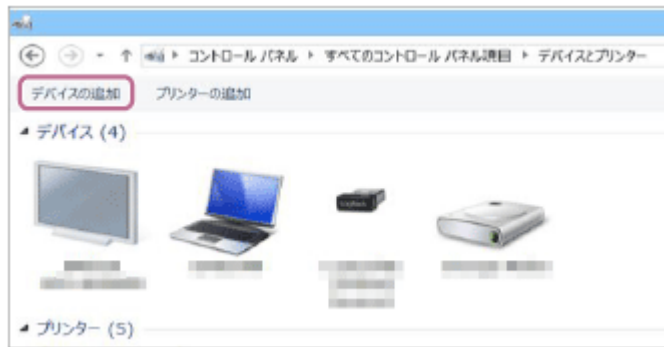 コントロール パネル ▸ すべてのコントロール パネル項目 ▸ デバイスとプリンター
デバイスの追加 プリンターの追加
デバイス (4)
プリンター (5)